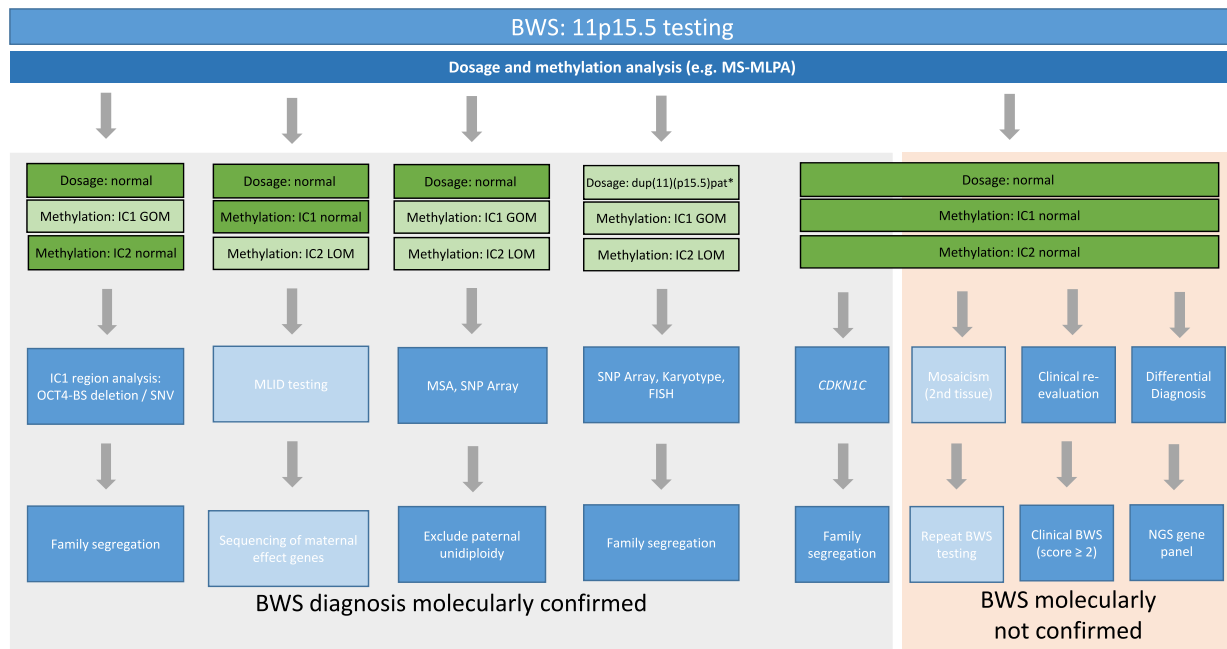 BWS: 11p15.5 testing
Dosage and methylation analysis (e.g. MS-MLPA)
Dosage: normal
Methylation: IC1 GOM
Methylation: IC2 normal
Dosage: normal
Methylation: IC1 normal
Methylation: IC2 LOM
Dosage: normal
Methylation: IC1 GOM
Methylation: IC2 LOM
Dosage: dup(11)(p15.5)pat*
Methylation: IC1 GOM
Methylation: IC2 LOM
Dosage: normal
Methylation: IC1 normal
Methylation: IC2 normal
IC1 region analysis:
OCT4-BS deletion / SNV
MLID testing
MSA, SNP Array
SNP Array, Karyotype,
FISH
CDKN1C
Mosaicism
(2nd tissue)
Clinical re-
evaluation
Differential
Diagnosis
Family segregation
Sequencing of maternal
effect genes
Exclude paternal
unidiploidy
Family segregation
Family
segregation
Repeat BWS
testing
Clinical BWS
(score ≥ 2)
NGS gene
panel
BWS diagnosis molecularly confirmed
BWS molecularly
not confirmed